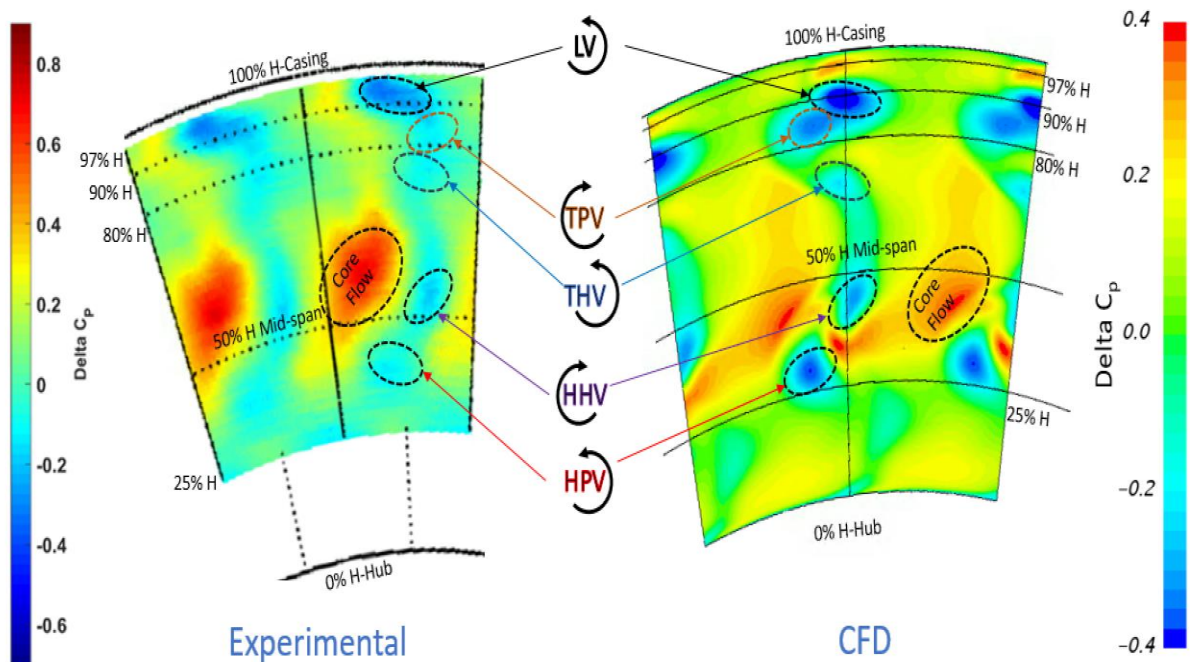 0.8
0.6
0.4
0.2
0
-0.2
-0.4
-0.6
Delta Cₚ
100% H-Casing
97% H
90% H
80% H
50% H Mid-span
25% H
0% H-Hub
Core
Flow
Experimental
LV
TPV
THV
HHV
HPV
100% H-Casing
97% H
90% H
80% H
50% H Mid-span
Core
Flow
25% H
0% H-Hub
CFD
0.4
0.2
0.0
–0.2
–0.4
Delta Cₚ